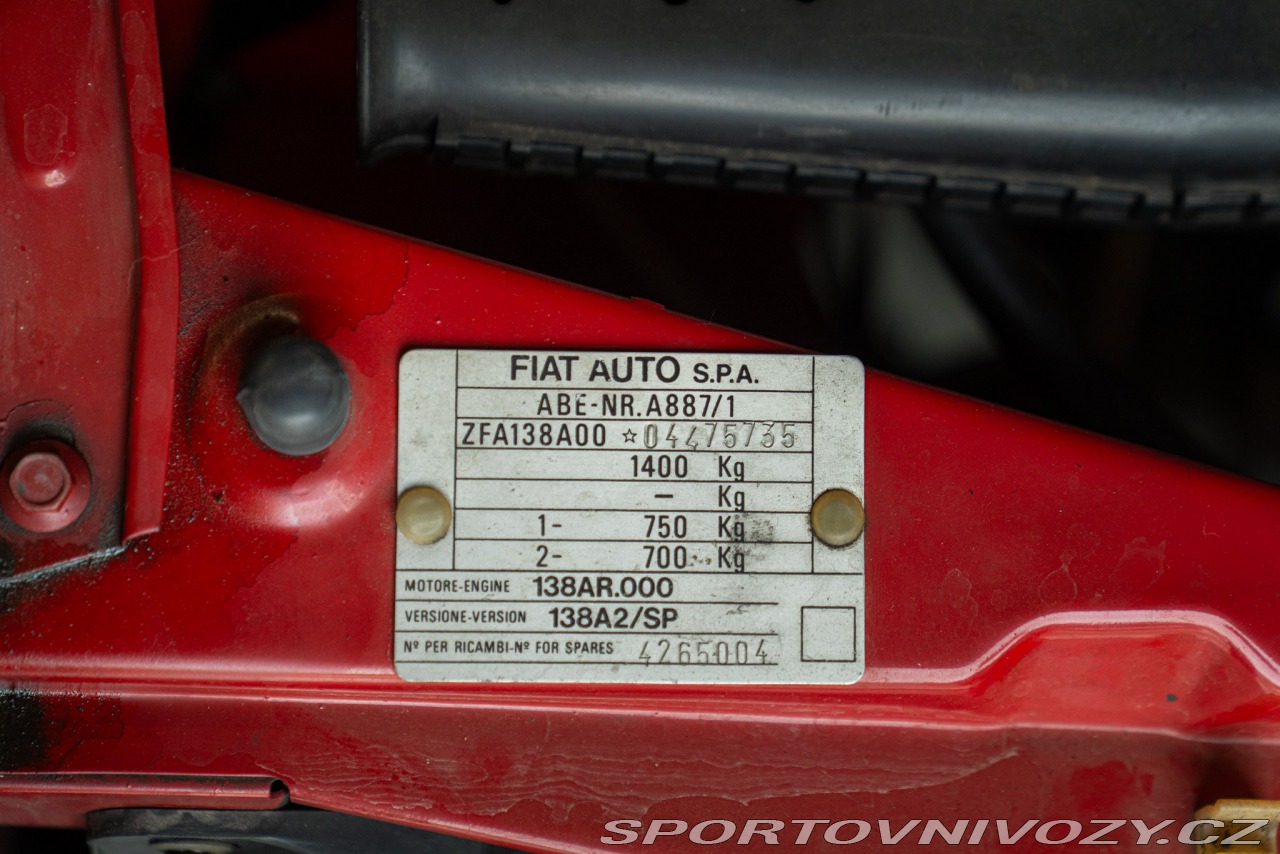 FIAT AUTO S.P.A.
ABE-NR.A887/1
ZFA138A00 ☆04475735
1400 Kg
– Kg
1- 750 Kg
2- 700 Kg
MOTORE-ENGINE 138AR.000
VERSIONE-VERSION 138A2/SP
Nº PER RICAMBI-Nº FOR SPARES 4265004
SPORTOVNIVOZY.CZ